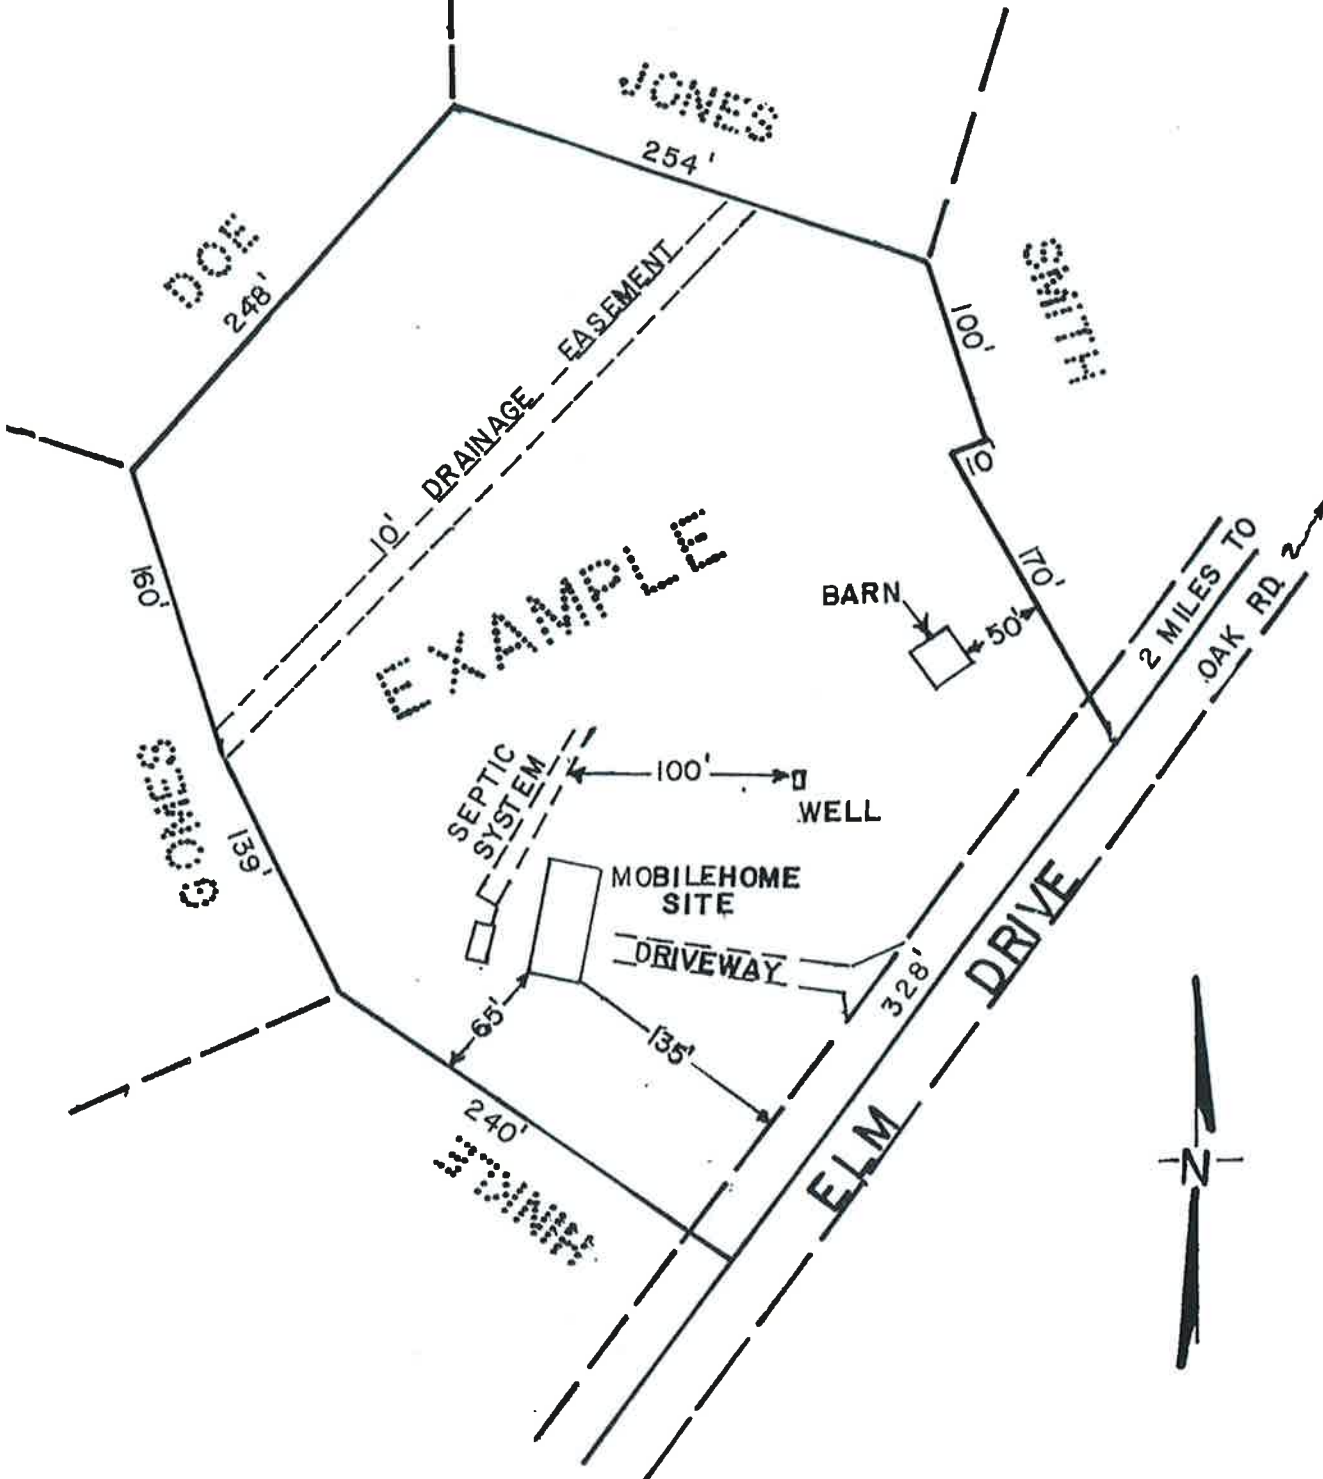 JONES
254'
DOE
248'
SMITH
100'
10
DRAINAGE EASEMENT
10'
EXAMPLE
160'
170'
BARN
50'
2 MILES TO
OAK RD.
GOMES
139'
SEPTIC
SYSTEM
100'
WELL
MOBILEHOME
SITE
DRIVEWAY
65'
135'
328'
ELM DRIVE
240'
HINKLE
N